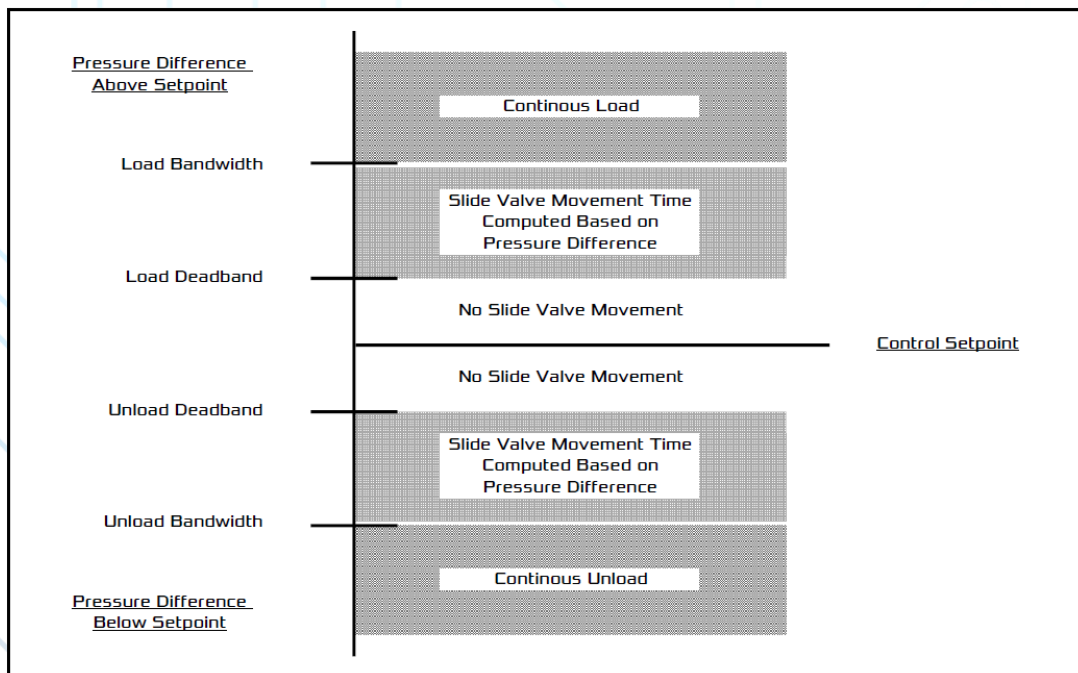 Pressure Difference
Above Setpoint
Continous Load
Load Bandwidth
Slide Valve Movement Time
Computed Based on
Pressure Difference
Load Deadband
No Slide Valve Movement
Control Setpoint
No Slide Valve Movement
Unload Deadband
Slide Valve Movement Time
Computed Based on
Pressure Difference
Unload Bandwidth
Continous Unload
Pressure Difference
Below Setpoint